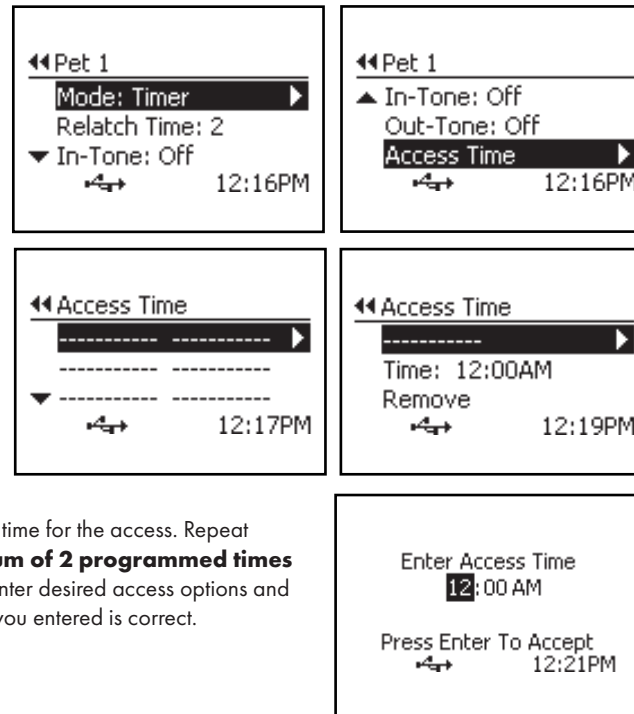 Pet 1
Mode: Timer
Relatch Time: 2
In-Tone: Off
12:16PM
Pet 1
In-Tone: Off
Out-Tone: Off
Access Time
12:16PM
Access Time
----------- -----------
----------- -----------
----------- -----------
12:17PM
Access Time
-----------
Time: 12:00AM
Remove
12:19PM
time for the access. Repeat
um of 2 programmed times
nter desired access options and
you entered is correct.
Enter Access Time
12:00 AM
Press Enter To Accept
12:21PM